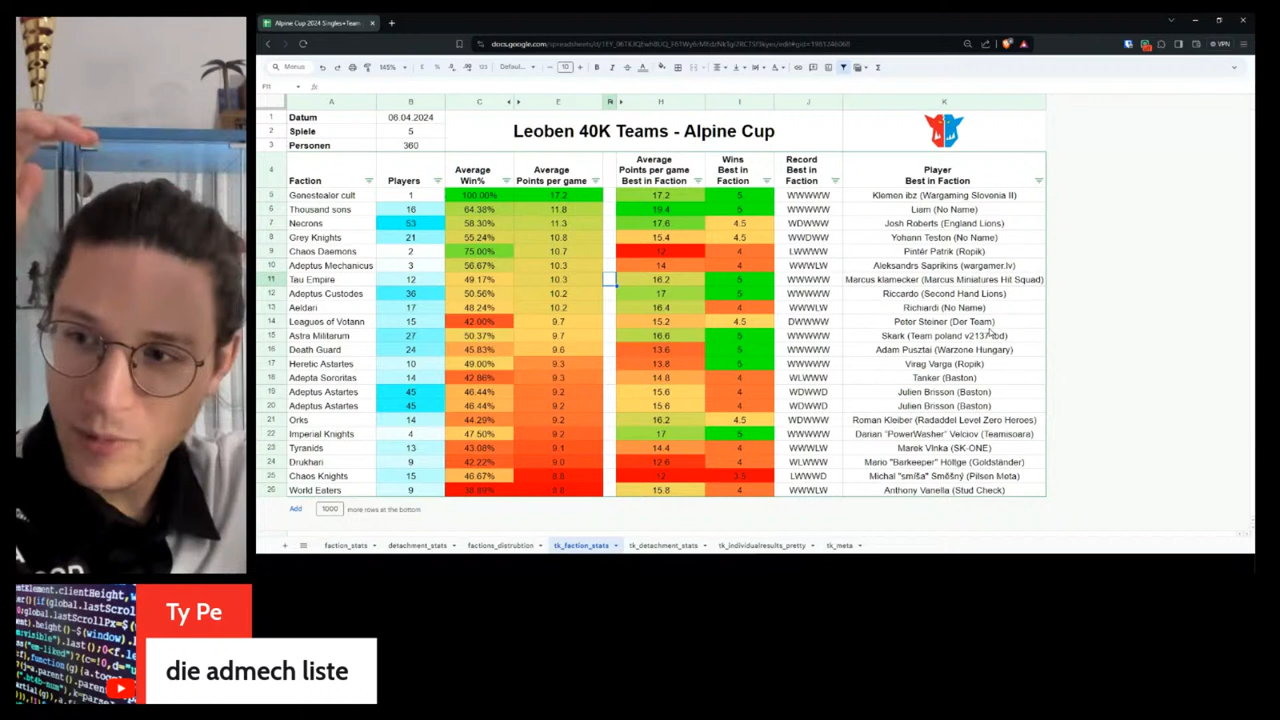 Alpine Cup 2024 Singles+Team
Menus
145%
Defaul...
10
F11
A B C E H I J K
1 Datum 06.04.2024
2 Spiele 5
3 Personen 360
Leoben 40K Teams - Alpine Cup
4 Faction Players Average Win% Average Points per game Average Points per game Best in Faction Wins Best in Faction Record Best in Faction Player Best in Faction
5 Genestealer cult 1 100.00% 17.2 17.2 5 WWWWW Klemen ibz (Wargaming Slovenia II)
6 Thousand sons 16 64.38% 11.8 19.4 5 WWWWW Liam (No Name)
7 Necrons 53 58.30% 11.3 17.6 4.5 WDWWW Josh Roberts (England Lions)
8 Grey Knights 21 55.24% 10.8 15.4 4.5 WWDWW Yohann Teston (No Name)
9 Chaos Daemons 2 75.00% 10.7 12 4 LWWWW Pintér Patrik (Ropik)
10 Adeptus Mechanicus 3 56.67% 10.3 14 4 WWWLW Aleksandrs Saprikins (wargamer.lv)
11 Tau Empire 12 49.17% 10.3 16.2 5 WWWWW Marcus klamecker (Marcus Miniatures Hit Squad)
12 Adeptus Custodes 36 50.56% 10.2 17 5 WWWWW Riccardo (Second Hand Lions)
13 Aeldari 17 48.24% 10.2 16.4 4 WWWLW Richiardi (No Name)
14 Leagues of Votann 15 42.00% 9.7 15.2 4.5 DWWWW Peter Steiner (Dor Team)
15 Astra Militarum 27 50.37% 9.7 16.6 5 WWWWW Skark (Team poland v2137 tbd)
16 Death Guard 24 45.83% 9.6 13.6 5 WWWWW Adam Pusztai (Warzone Hungary)
17 Heretic Astartes 10 49.00% 9.3 13.8 5 WWWWW Virag Varga (Ropik)
18 Adepta Sororitas 14 42.86% 9.3 14.8 4 WLWWW Tanker (Baston)
19 Adeptus Astartes 45 46.44% 9.2 15.6 4 WDWWD Julien Brisson (Baston)
20 Adeptus Astartes 45 46.44% 9.2 15.6 4 WDWWD Julien Brisson (Baston)
21 Orks 14 44.29% 9.2 16.2 4.5 WDWWW Roman Kleiber (Radaddel Level Zero Heroes)
22 Imperial Knights 4 47.50% 9.2 17 5 WWWWW Darian "PowerWasher" Velciov (Teamisoara)
23 Tyranids 13 43.08% 9.1 14.4 4 WWWLW Marek Vlnka (SK-ONE)
24 Drukhari 9 42.22% 9.0 12.6 4 WLWWW Mario "Barkeeper" Höltge (Goldständer)
25 Chaos Knights 15 46.67% 8.8 12 3.5 LWWWD Michal "smíša" Směšný (Pilsen Meta)
26 World Eaters 9 15.8 4 WWWLW Anthony Vanella (Stud Check)
Add 1000 more rows at the bottom
faction_stats detachment_stats factions_distrbution tk_faction_stats tk_detachment_stats tk_individualresults_pretty tk_meta
Ty Pe
die admech liste